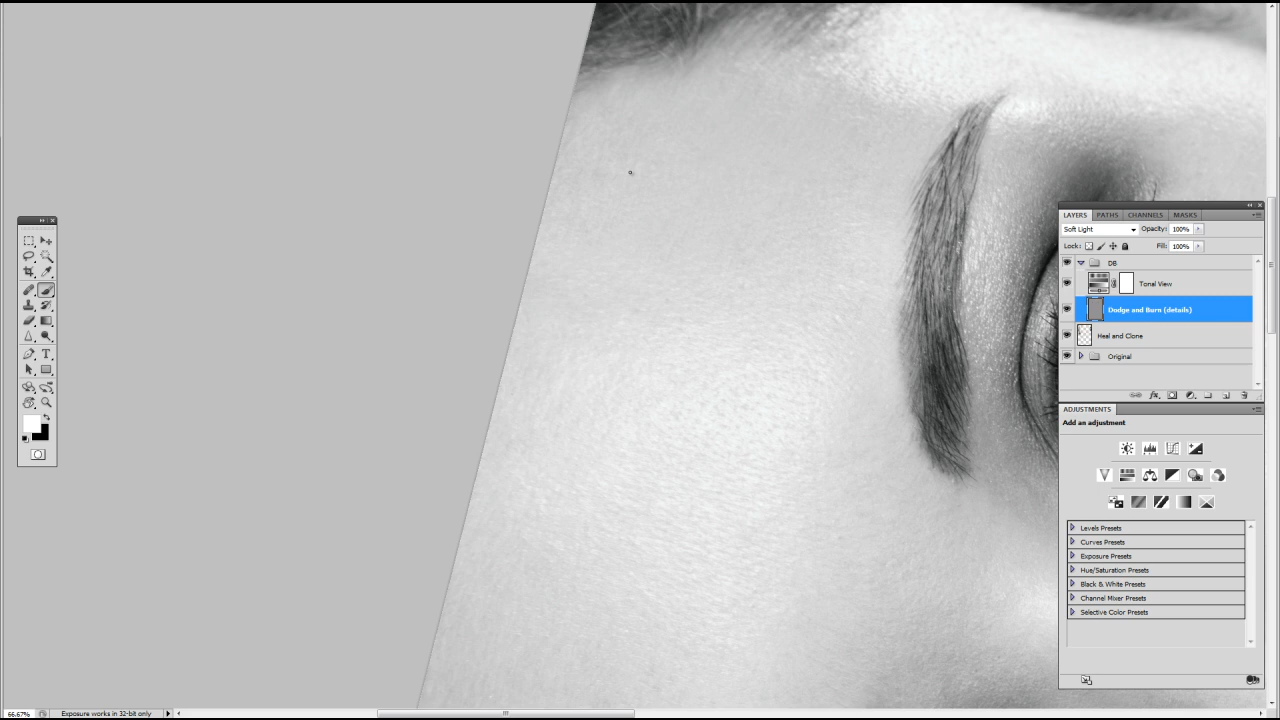 LAYERS PATHS CHANNELS MASKS
Soft Light Opacity: 100%
Lock: Fill: 100%
DB
Tonal View
Dodge and Burn (details)
Heal and Clone
Original
ADJUSTMENTS
Add an adjustment
Levels Presets
Curves Presets
Exposure Presets
Hue/Saturation Presets
Black & White Presets
Channel Mixer Presets
Selective Color Presets
66.67% Exposure works in 32-bit only